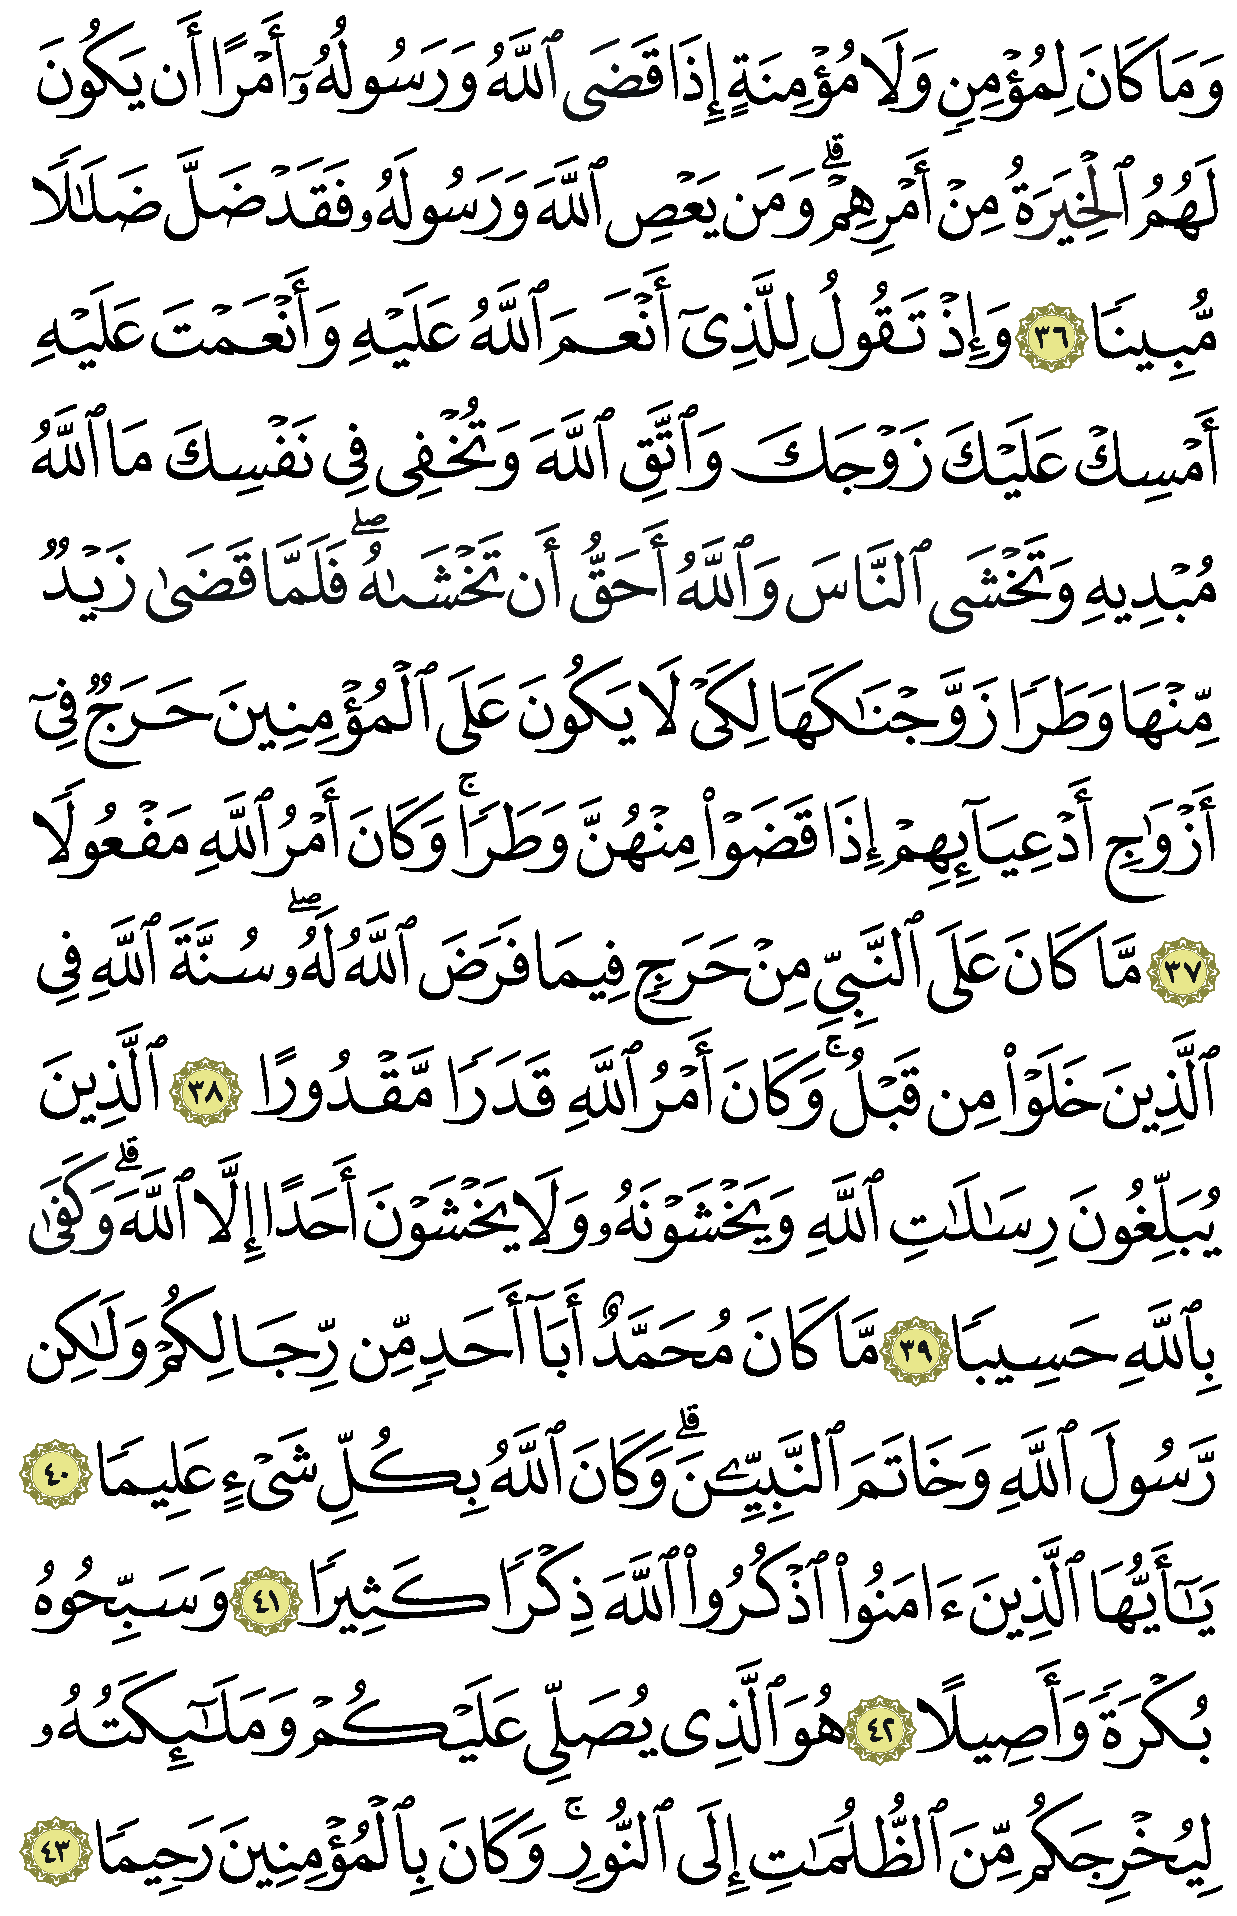 وَمَا كَانَ لِمُؤۡمِنٖ وَلَا مُؤۡمِنَةٍ إِذَا قَضَى ٱللَّهُ وَرَسُولُهُۥٓ أَمۡرًا أَن يَكُونَ
لَهُمُ ٱلۡخِيَرَةُ مِنۡ أَمۡرِهِمۡۗ وَمَن يَعۡصِ ٱللَّهَ وَرَسُولَهُۥ فَقَدۡ ضَلَّ ضَلَٰلٗا
مُّبِينٗا ٣٦ وَإِذۡ تَقُولُ لِلَّذِيٓ أَنۡعَمَ ٱللَّهُ عَلَيۡهِ وَأَنۡعَمۡتَ عَلَيۡهِ
أَمۡسِكۡ عَلَيۡكَ زَوۡجَكَ وَٱتَّقِ ٱللَّهَ وَتُخۡفِي فِي نَفۡسِكَ مَا ٱللَّهُ
مُبۡدِيهِ وَتَخۡشَى ٱلنَّاسَ وَٱللَّهُ أَحَقُّ أَن تَخۡشَىٰهُۖ فَلَمَّا قَضَىٰ زَيۡدٞ
مِّنۡهَا وَطَرٗا زَوَّجۡنَٰكَهَا لِكَيۡ لَا يَكُونَ عَلَى ٱلۡمُؤۡمِنِينَ حَرَجٞ فِيٓ
أَزۡوَٰجِ أَدۡعِيَآئِهِمۡ إِذَا قَضَوۡاْ مِنۡهُنَّ وَطَرٗاۚ وَكَانَ أَمۡرُ ٱللَّهِ مَفۡعُولٗا
٣٧ مَّا كَانَ عَلَى ٱلنَّبِيِّ مِنۡ حَرَجٖ فِيمَا فَرَضَ ٱللَّهُ لَهُۥۖ سُنَّةَ ٱللَّهِ فِي
ٱلَّذِينَ خَلَوۡاْ مِن قَبۡلُۚ وَكَانَ أَمۡرُ ٱللَّهِ قَدَرٗا مَّقۡدُورًا ٣٨ ٱلَّذِينَ
يُبَلِّغُونَ رِسَٰلَٰتِ ٱللَّهِ وَيَخۡشَوۡنَهُۥ وَلَا يَخۡشَوۡنَ أَحَدًا إِلَّا ٱللَّهَۗ وَكَفَىٰ
بِٱللَّهِ حَسِيبٗا ٣٩ مَّا كَانَ مُحَمَّدٌ أَبَآ أَحَدٖ مِّن رِّجَالِكُمۡ وَلَٰكِن
رَّسُولَ ٱللَّهِ وَخَاتَمَ ٱلنَّبِيِّـۧنَۗ وَكَانَ ٱللَّهُ بِكُلِّ شَيۡءٍ عَلِيمٗا ٤٠
يَٰٓأَيُّهَا ٱلَّذِينَ ءَامَنُواْ ٱذۡكُرُواْ ٱللَّهَ ذِكۡرٗا كَثِيرٗا ٤١ وَسَبِّحُوهُ
بُكۡرَةٗ وَأَصِيلًا ٤٢ هُوَ ٱلَّذِي يُصَلِّي عَلَيۡكُمۡ وَمَلَٰٓئِكَتُهُۥ
لِيُخۡرِجَكُم مِّنَ ٱلظُّلُمَٰتِ إِلَى ٱلنُّورِۚ وَكَانَ بِٱلۡمُؤۡمِنِينَ رَحِيمٗا ٤٣